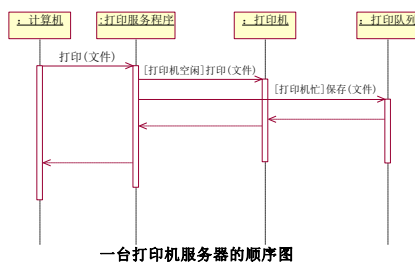 : 计算机
:打印服务程序
: 打印机
: 打印队列
打印(文件)
[打印机空闲]打印(文件)
[打印机忙]保存(文件)
一台打印机服务器的顺序图